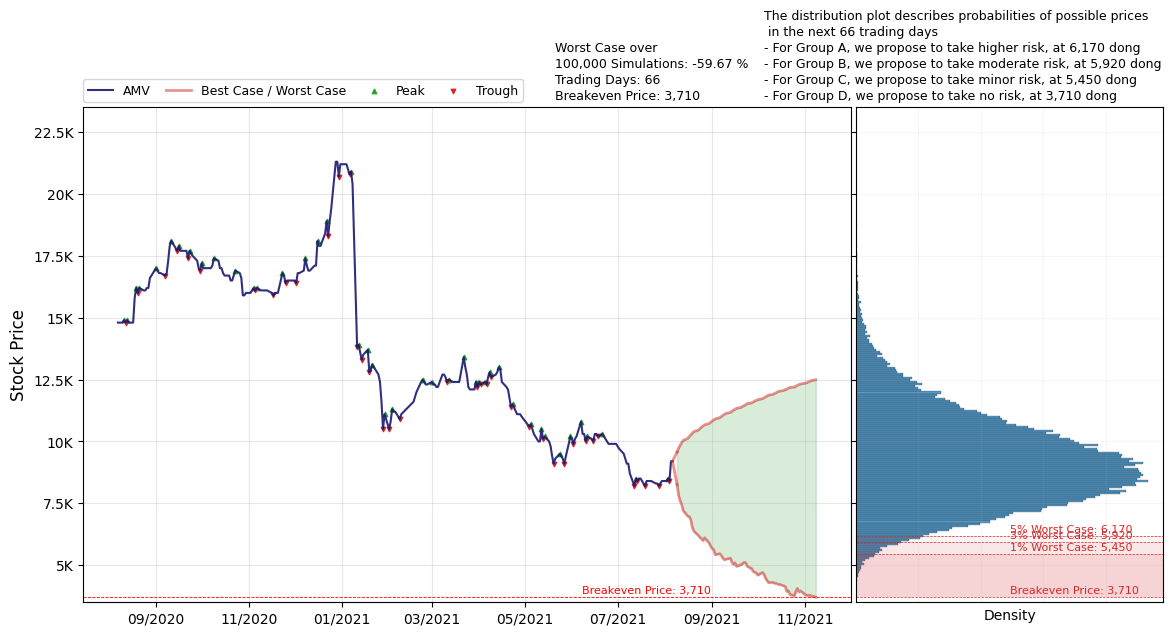 The distribution plot describes probabilities of possible prices
in the next 66 trading days
- For Group A, we propose to take higher risk, at 6,170 dong
- For Group B, we propose to take moderate risk, at 5,920 dong
- For Group C, we propose to take minor risk, at 5,450 dong
- For Group D, we propose to take no risk, at 3,710 dong
Worst Case over
100,000 Simulations: -59.67 %
Trading Days: 66
Breakeven Price: 3,710
AMV
Best Case / Worst Case
Peak
Trough
Stock Price
22.5K
20K
17.5K
15K
12.5K
10K
7.5K
5K
Breakeven Price: 3,710
09/2020
11/2020
01/2021
03/2021
05/2021
07/2021
09/2021
11/2021
5% Worst Case: 6,170
3% Worst Case: 5,920
1% Worst Case: 5,450
Breakeven Price: 3,710
Density